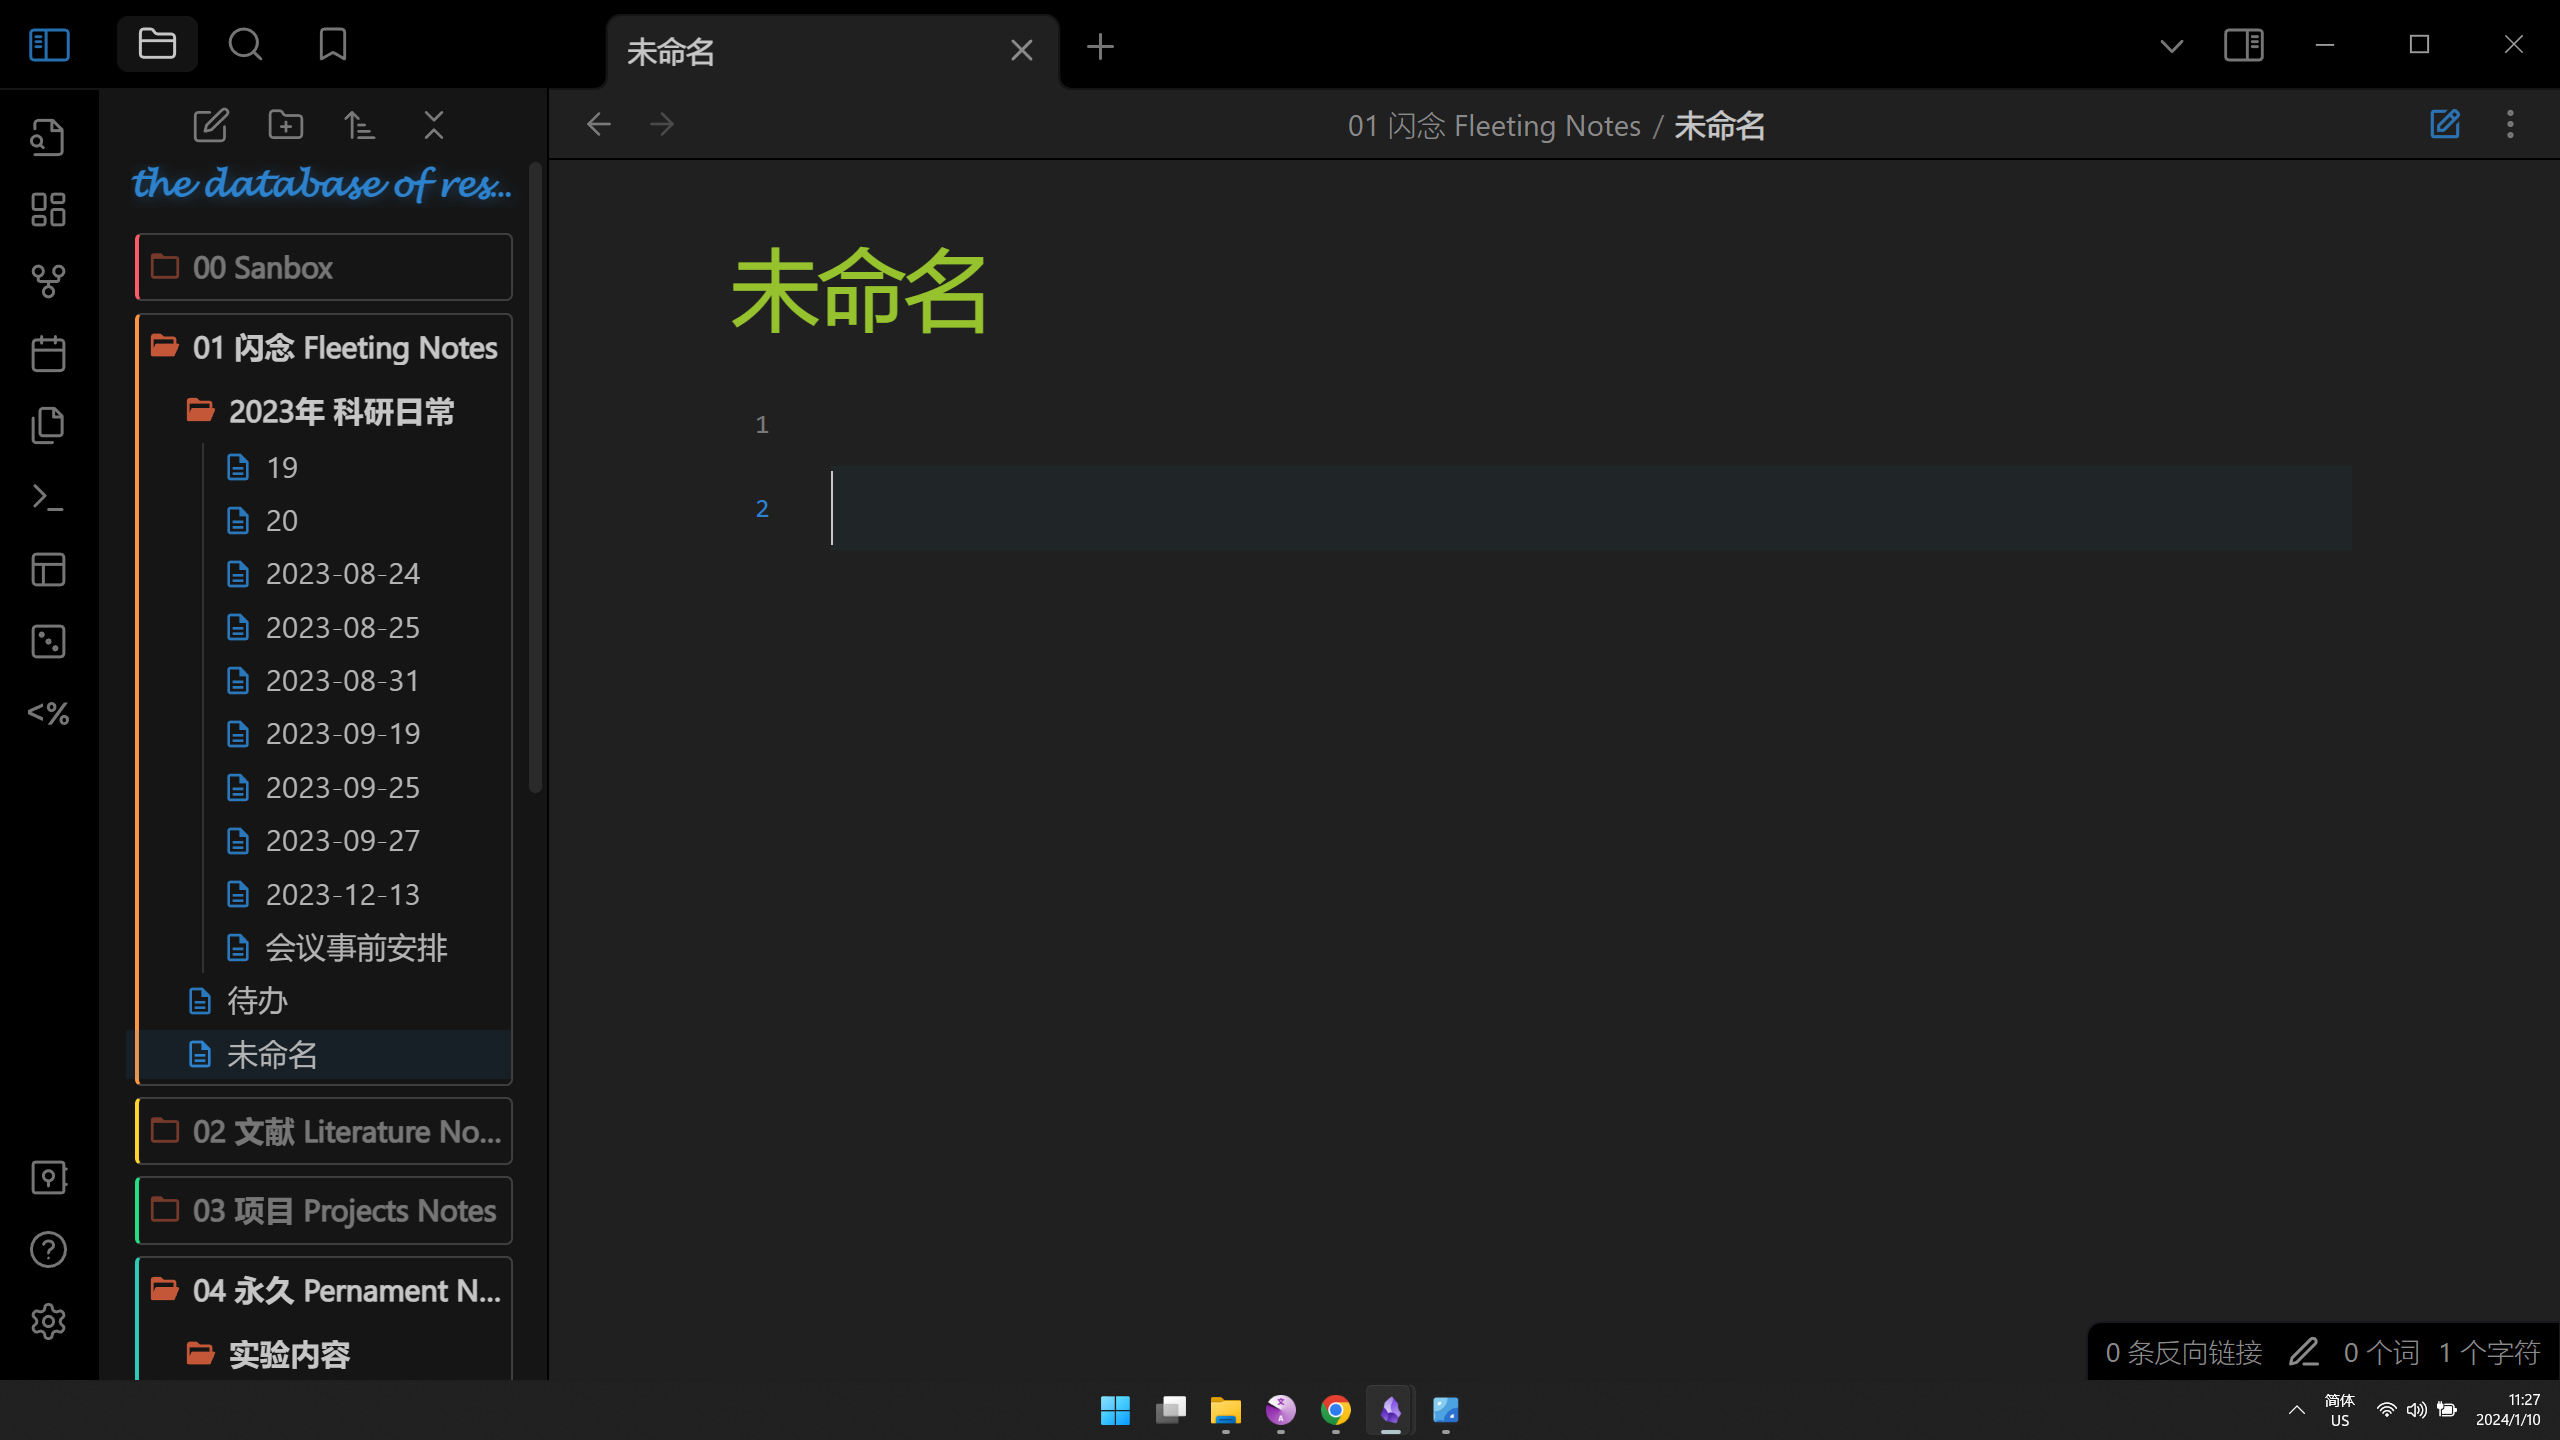 未命名
01 闪念 Fleeting Notes / 未命名
the database of res...
00 Sanbox
01 闪念 Fleeting Notes
2023年 科研日常
19
20
2023-08-24
2023-08-25
2023-08-31
2023-09-19
2023-09-25
2023-09-27
2023-12-13
会议事前安排
待办
未命名
02 文献 Literature No...
03 项目 Projects Notes
04 永久 Pernament N...
实验内容
<%
未命名
1
2
0 条反向链接 0 个词 1 个字符
简体
US
11:27
2024/1/10